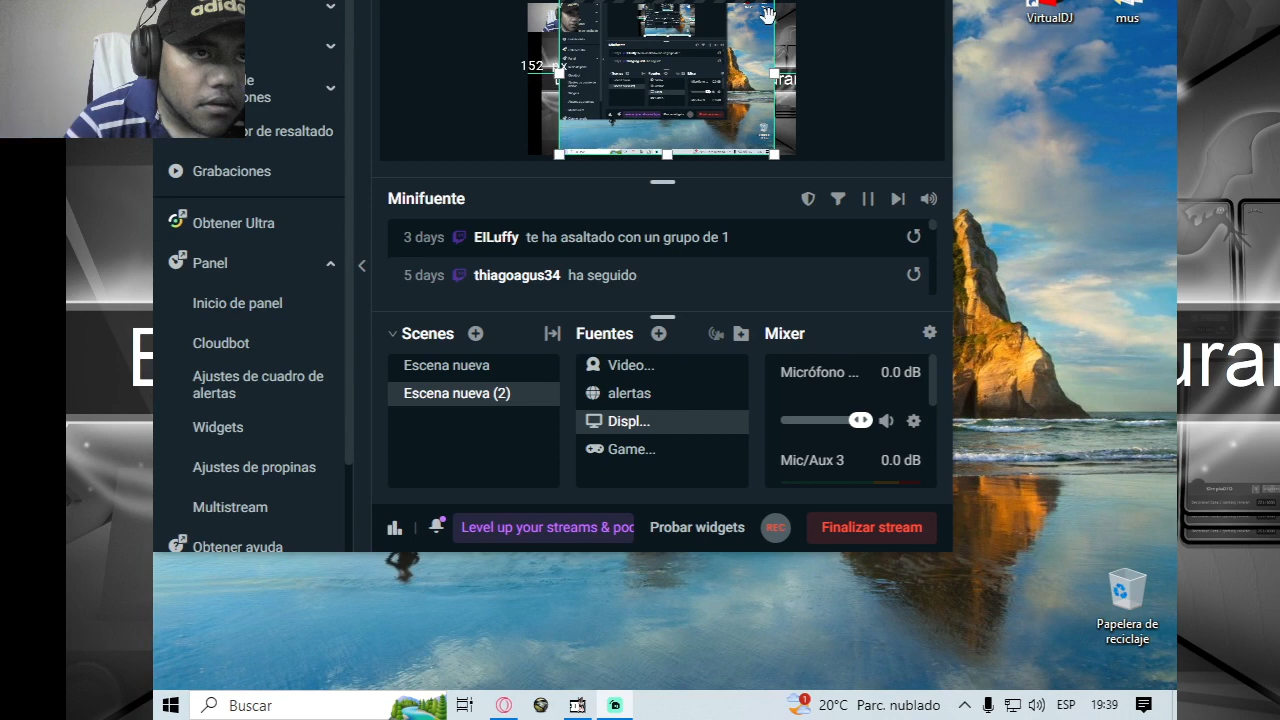 adidas
VirtualDJ
mus
152 px
or de resaltado
Grabaciones
Obtener Ultra
Panel
Inicio de panel
Cloudbot
Ajustes de cuadro de
alertas
Widgets
Ajustes de propinas
Multistream
Obtener ayuda
Minifuente
3 days ElLuffy te ha asaltado con un grupo de 1
5 days thiagoagus34 ha seguido
Scenes
Fuentes
Mixer
Escena nueva
Escena nueva (2)
Video...
alertas
Displ...
Game...
Micrófono ... 0.0 dB
Mic/Aux 3 0.0 dB
Level up your streams & poc
Probar widgets
REC
Finalizar stream
Papelera de
reciclaje
Buscar
1
20°C Parc. nublado
ESP
19:39